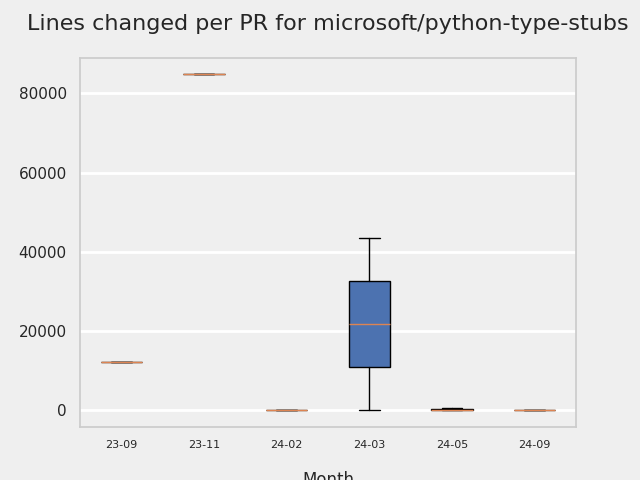 Lines changed per PR for microsoft/python-type-stubs
80000
60000
40000
20000
0
23-09 23-11 24-02 24-03 24-05 24-09
Month